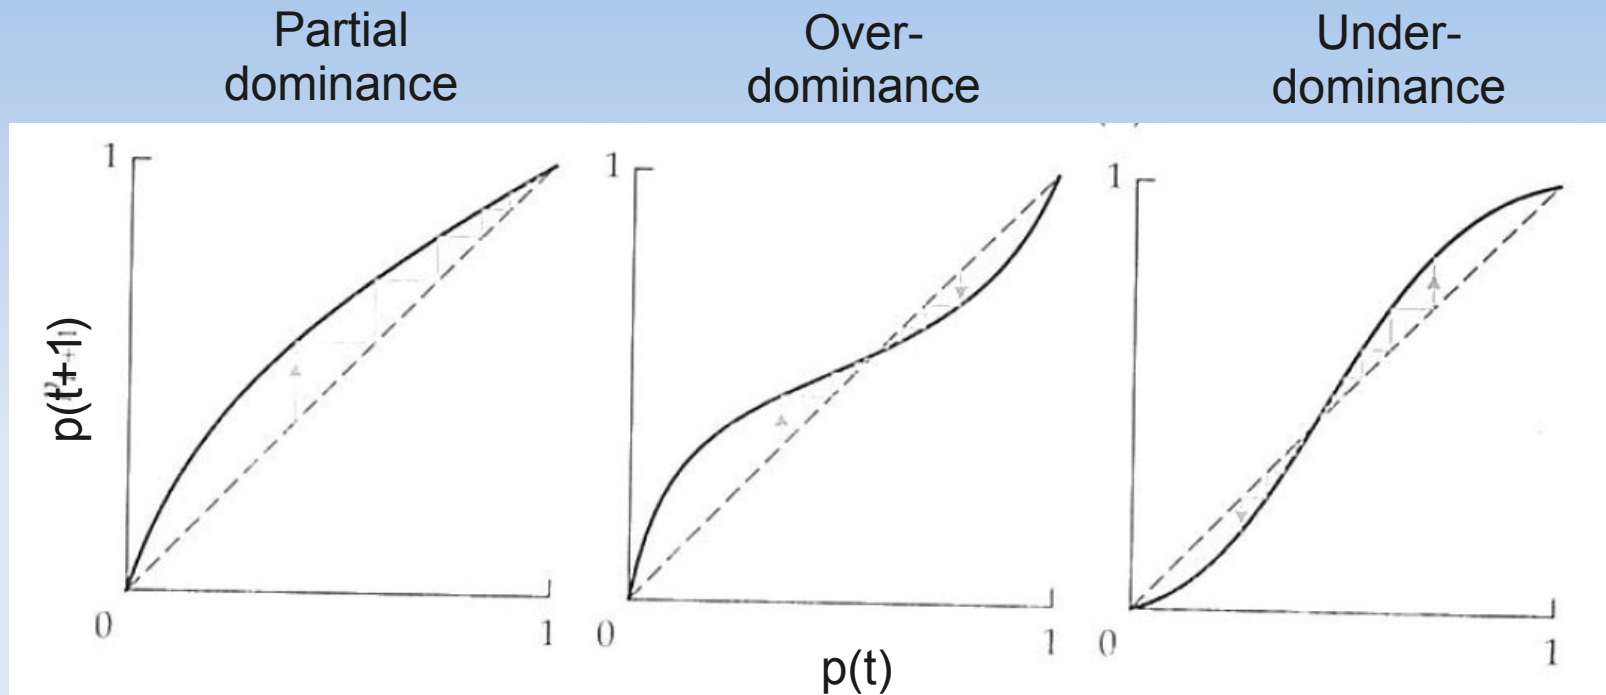 Partial
dominance
Over-
dominance
Under-
dominance
1
1
1
p(t+1)
0
1
0
1
0
1
p(t)